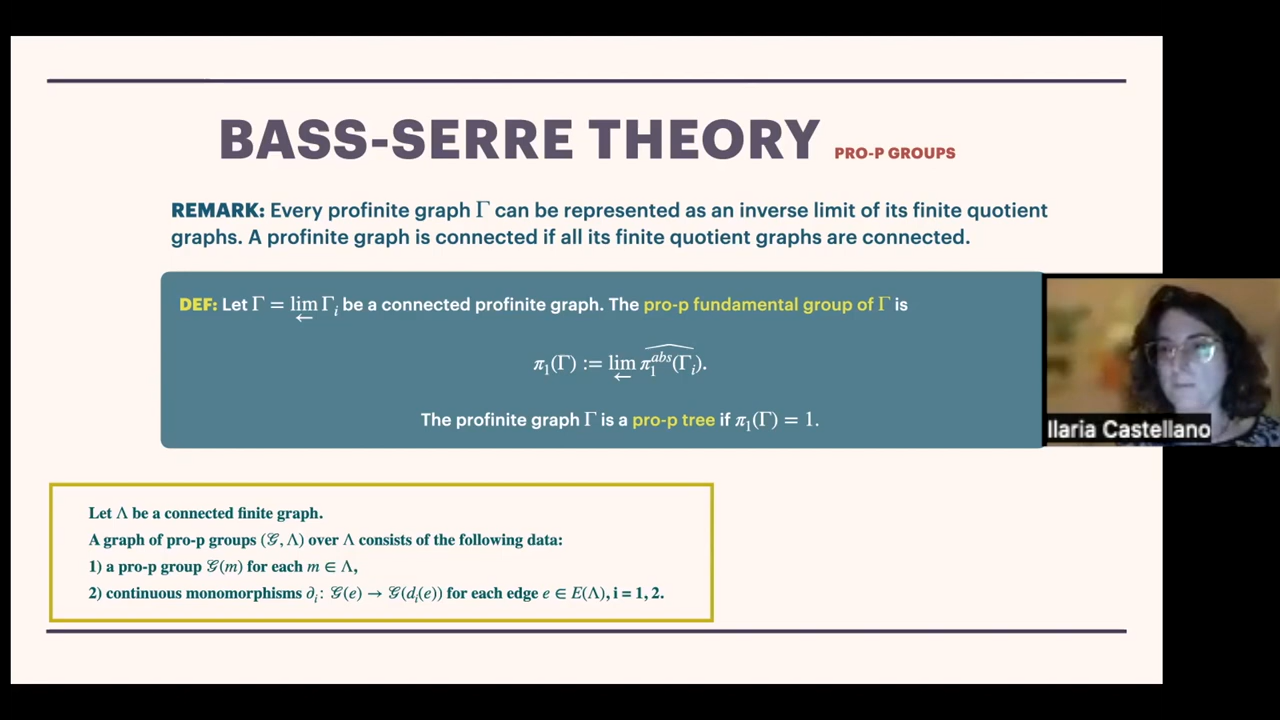 BASS-SERRE THEORY PRO-P GROUPS
REMARK: Every profinite graph Γ can be represented as an inverse limit of its finite quotient
graphs. A profinite graph is connected if all its finite quotient graphs are connected.
DEF: Let Γ = lim← Γᵢ be a connected profinite graph. The pro-p fundamental group of Γ is
π₁(Γ) := lim← \widehat{π₁^{abs}(Γᵢ)}.
The profinite graph Γ is a pro-p tree if π₁(Γ) = 1.
Ilaria Castellano
Let Λ be a connected finite graph.
A graph of pro-p groups (𝒢, Λ) over Λ consists of the following data:
1) a pro-p group 𝒢(m) for each m ∈ Λ,
2) continuous monomorphisms ∂ᵢ: 𝒢(e) → 𝒢(dᵢ(e)) for each edge e ∈ E(Λ), i = 1, 2.